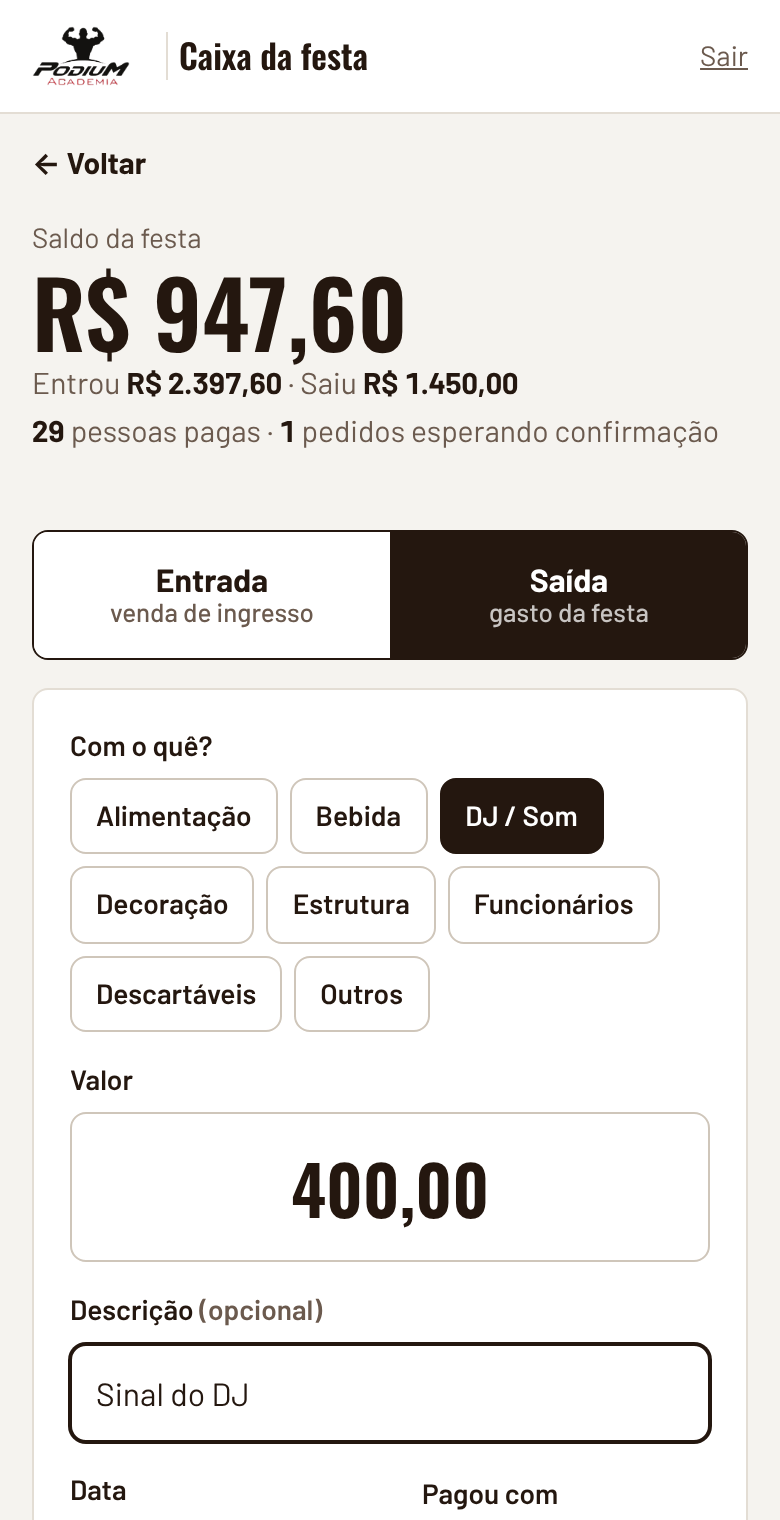 PODIUM
ACADEMIA
Caixa da festa
Sair
← Voltar
Saldo da festa
R$ 947,60
Entrou R$ 2.397,60 · Saiu R$ 1.450,00
29 pessoas pagas · 1 pedidos esperando confirmação
Entrada
venda de ingresso
Saída
gasto da festa
Com o quê?
Alimentação
Bebida
DJ / Som
Decoração
Estrutura
Funcionários
Descartáveis
Outros
Valor
400,00
Descrição (opcional)
Sinal do DJ
Data
Pagou com